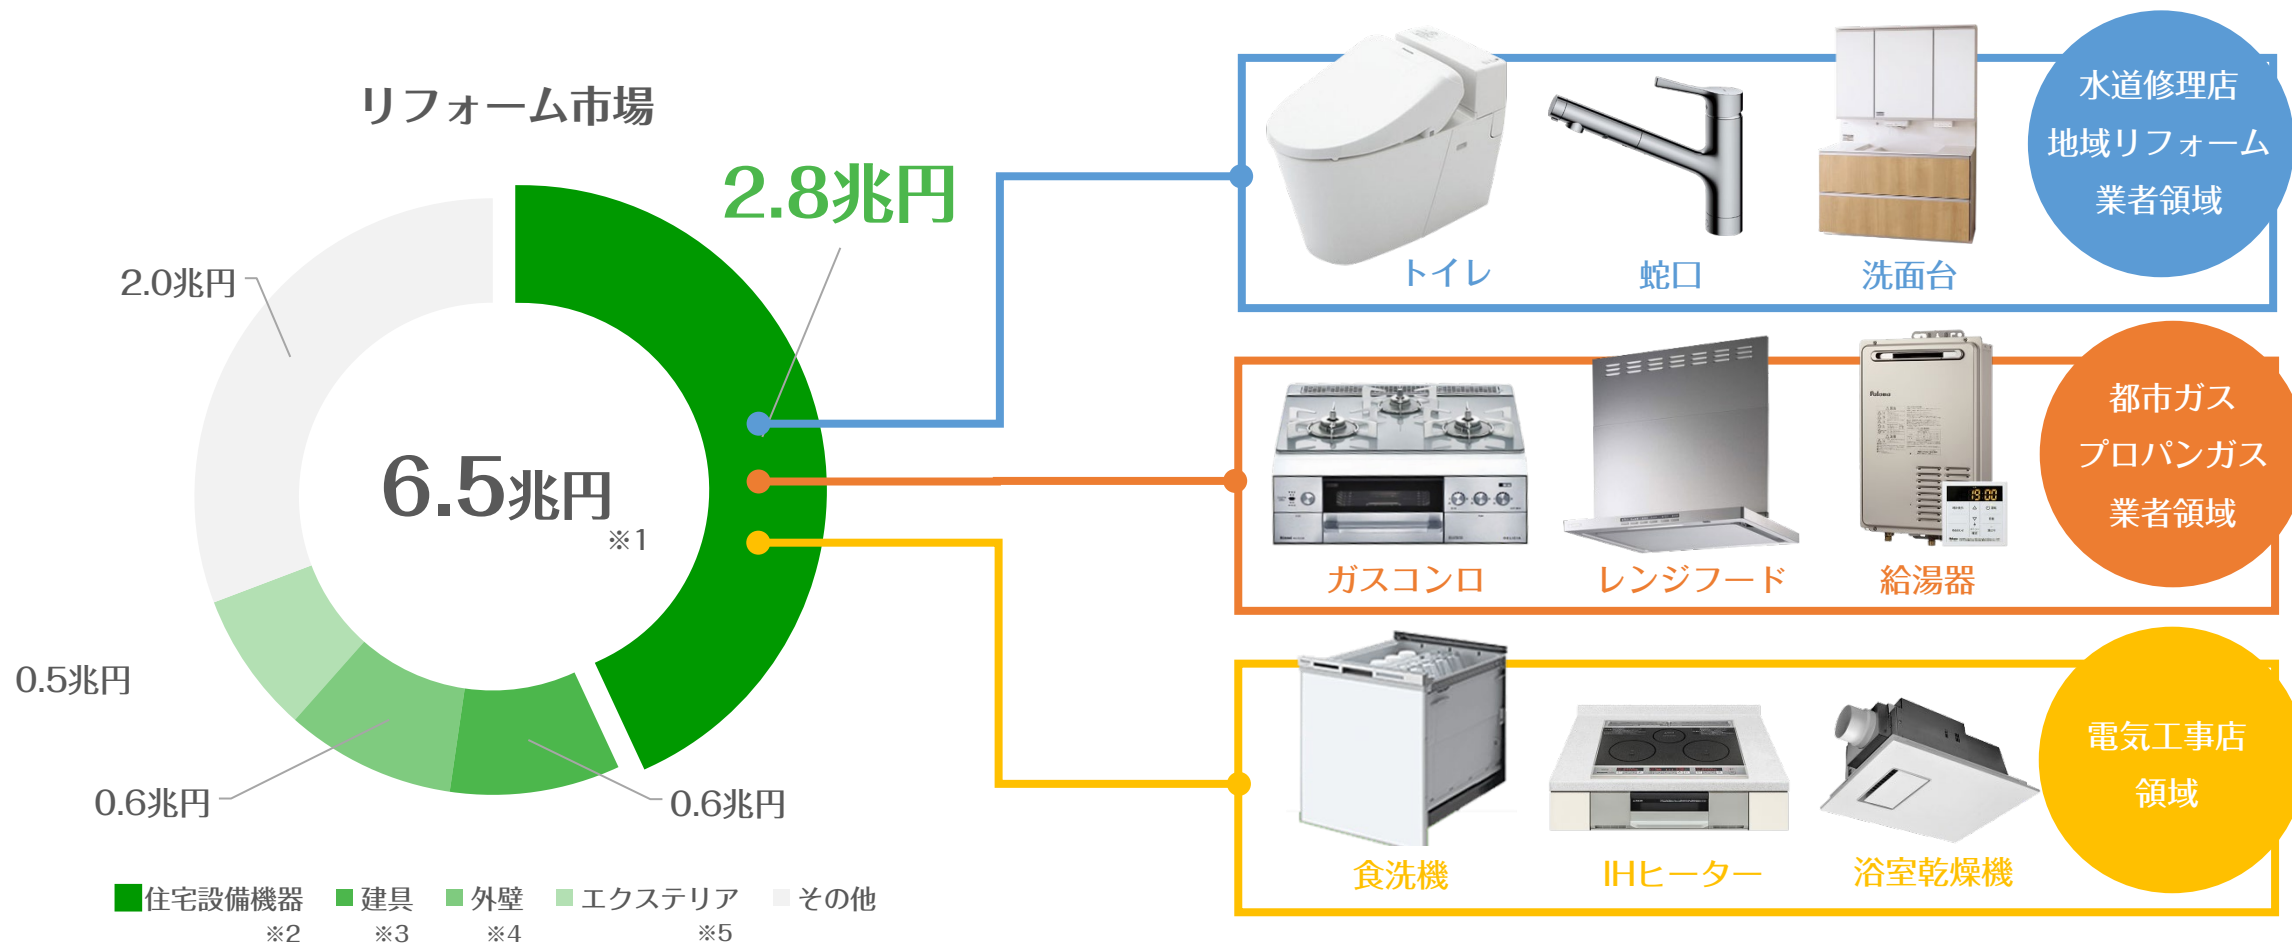 リフォーム市場
2.8兆円
2.0兆円
6.5兆円
※1
0.5兆円
0.6兆円
0.6兆円
住宅設備機器
※2
建具
※3
外壁
※4
エクステリア
※5
その他
水道修理店
地域リフォーム
業者領域
トイレ
蛇口
洗面台
都市ガス
プロパンガス
業者領域
Paloma
19:00
ガスコンロ
レンジフード
給湯器
電気工事店
領域
食洗機
IHヒーター
浴室乾燥機